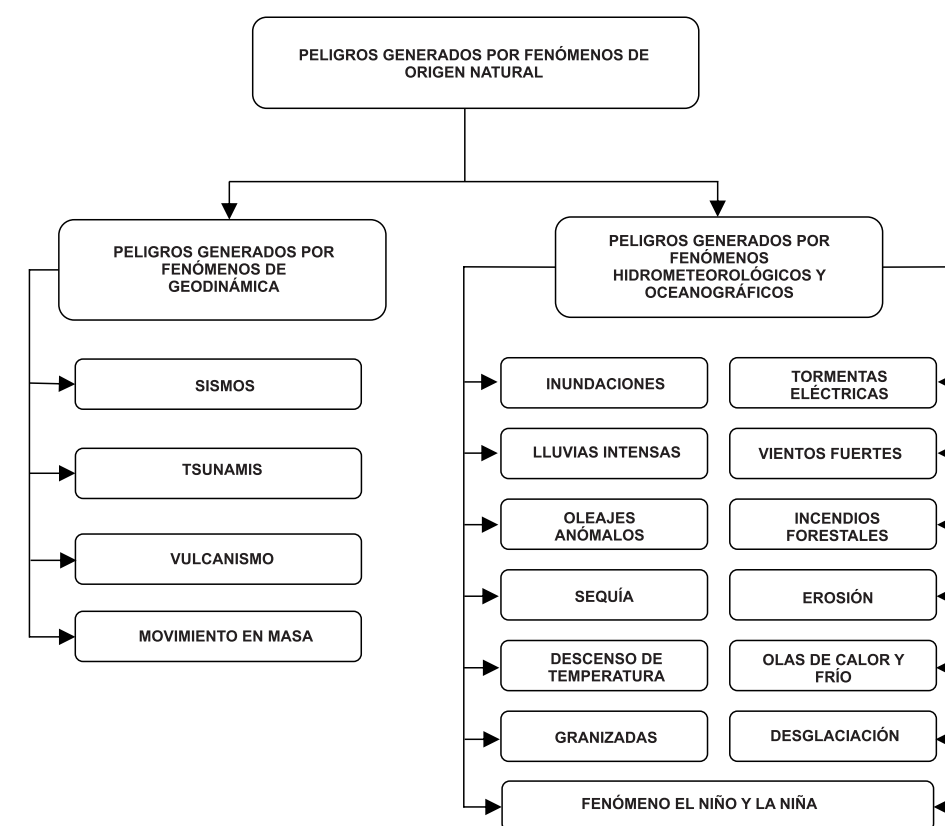 PELIGROS GENERADOS POR FENÓMENOS DE
ORIGEN NATURAL
PELIGROS GENERADOS POR
FENÓMENOS DE
GEODINÁMICA
SISMOS
TSUNAMIS
VULCANISMO
MOVIMIENTO EN MASA
PELIGROS GENERADOS POR
FENÓMENOS
HIDROMETEOROLÓGICOS Y
OCEANOGRÁFICOS
INUNDACIONES
LLUVIAS INTENSAS
OLEAJES
ANÓMALOS
SEQUÍA
DESCENSO DE
TEMPERATURA
GRANIZADAS
TORMENTAS
ELÉCTRICAS
VIENTOS FUERTES
INCENDIOS
FORESTALES
EROSIÓN
OLAS DE CALOR Y
FRÍO
DESGLACIACIÓN
FENÓMENO EL NIÑO Y LA NIÑA